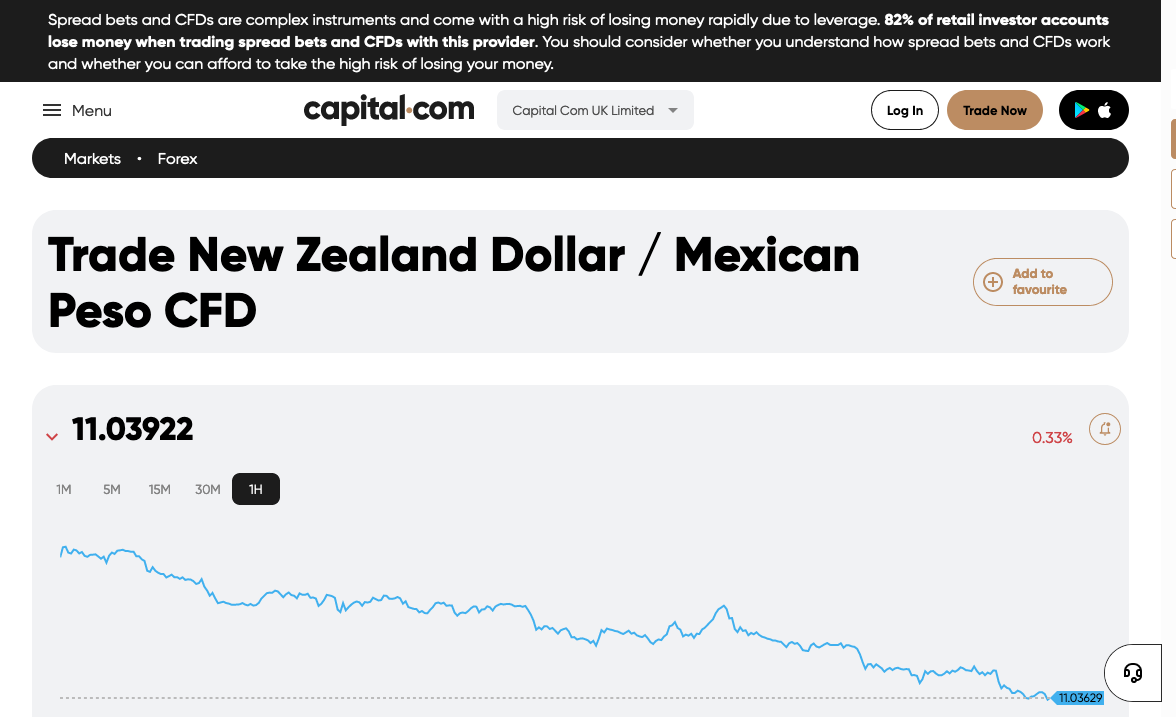 Spread bets and CFDs are complex instruments and come with a high risk of losing money rapidly due to leverage. 82% of retail investor accounts
lose money when trading spread bets and CFDs with this provider. You should consider whether you understand how spread bets and CFDs work
and whether you can afford to take the high risk of losing your money.
Menu
capital.com
Capital Com UK Limited
Log In
Trade Now
Markets • Forex
Trade New Zealand Dollar / Mexican
Peso CFD
Add to
favourite
11.03922
0.33%
1M 5M 15M 30M 1H
11.03629